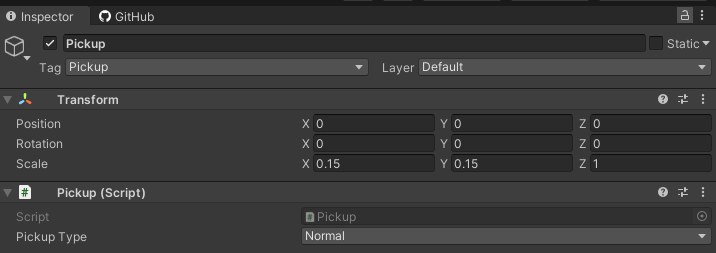 Inspector GitHub
Pickup Static
Tag Pickup Layer Default
Transform
Position X 0 Y 0 Z 0
Rotation X 0 Y 0 Z 0
Scale X 0.15 Y 0.15 Z 1
# Pickup (Script)
Script # Pickup
Pickup Type Normal